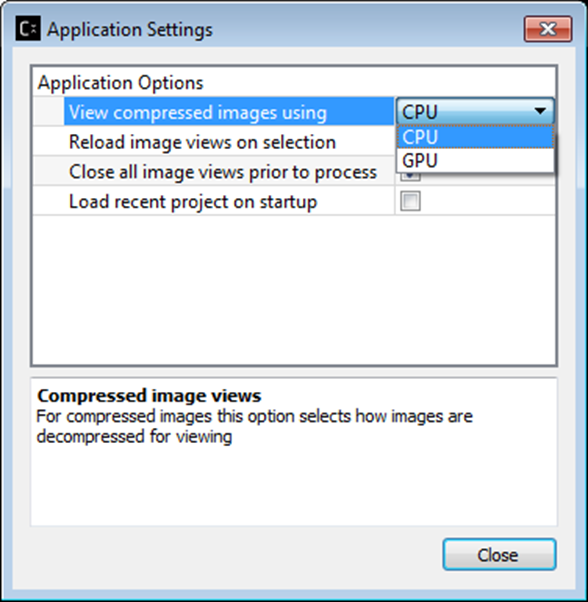 Application Settings
Application Options
View compressed images using CPU
CPU
Reload image views on selection
GPU
Close all image views prior to process
Load recent project on startup
Compressed image views
For compressed images this option selects how images are
decompressed for viewing
Close